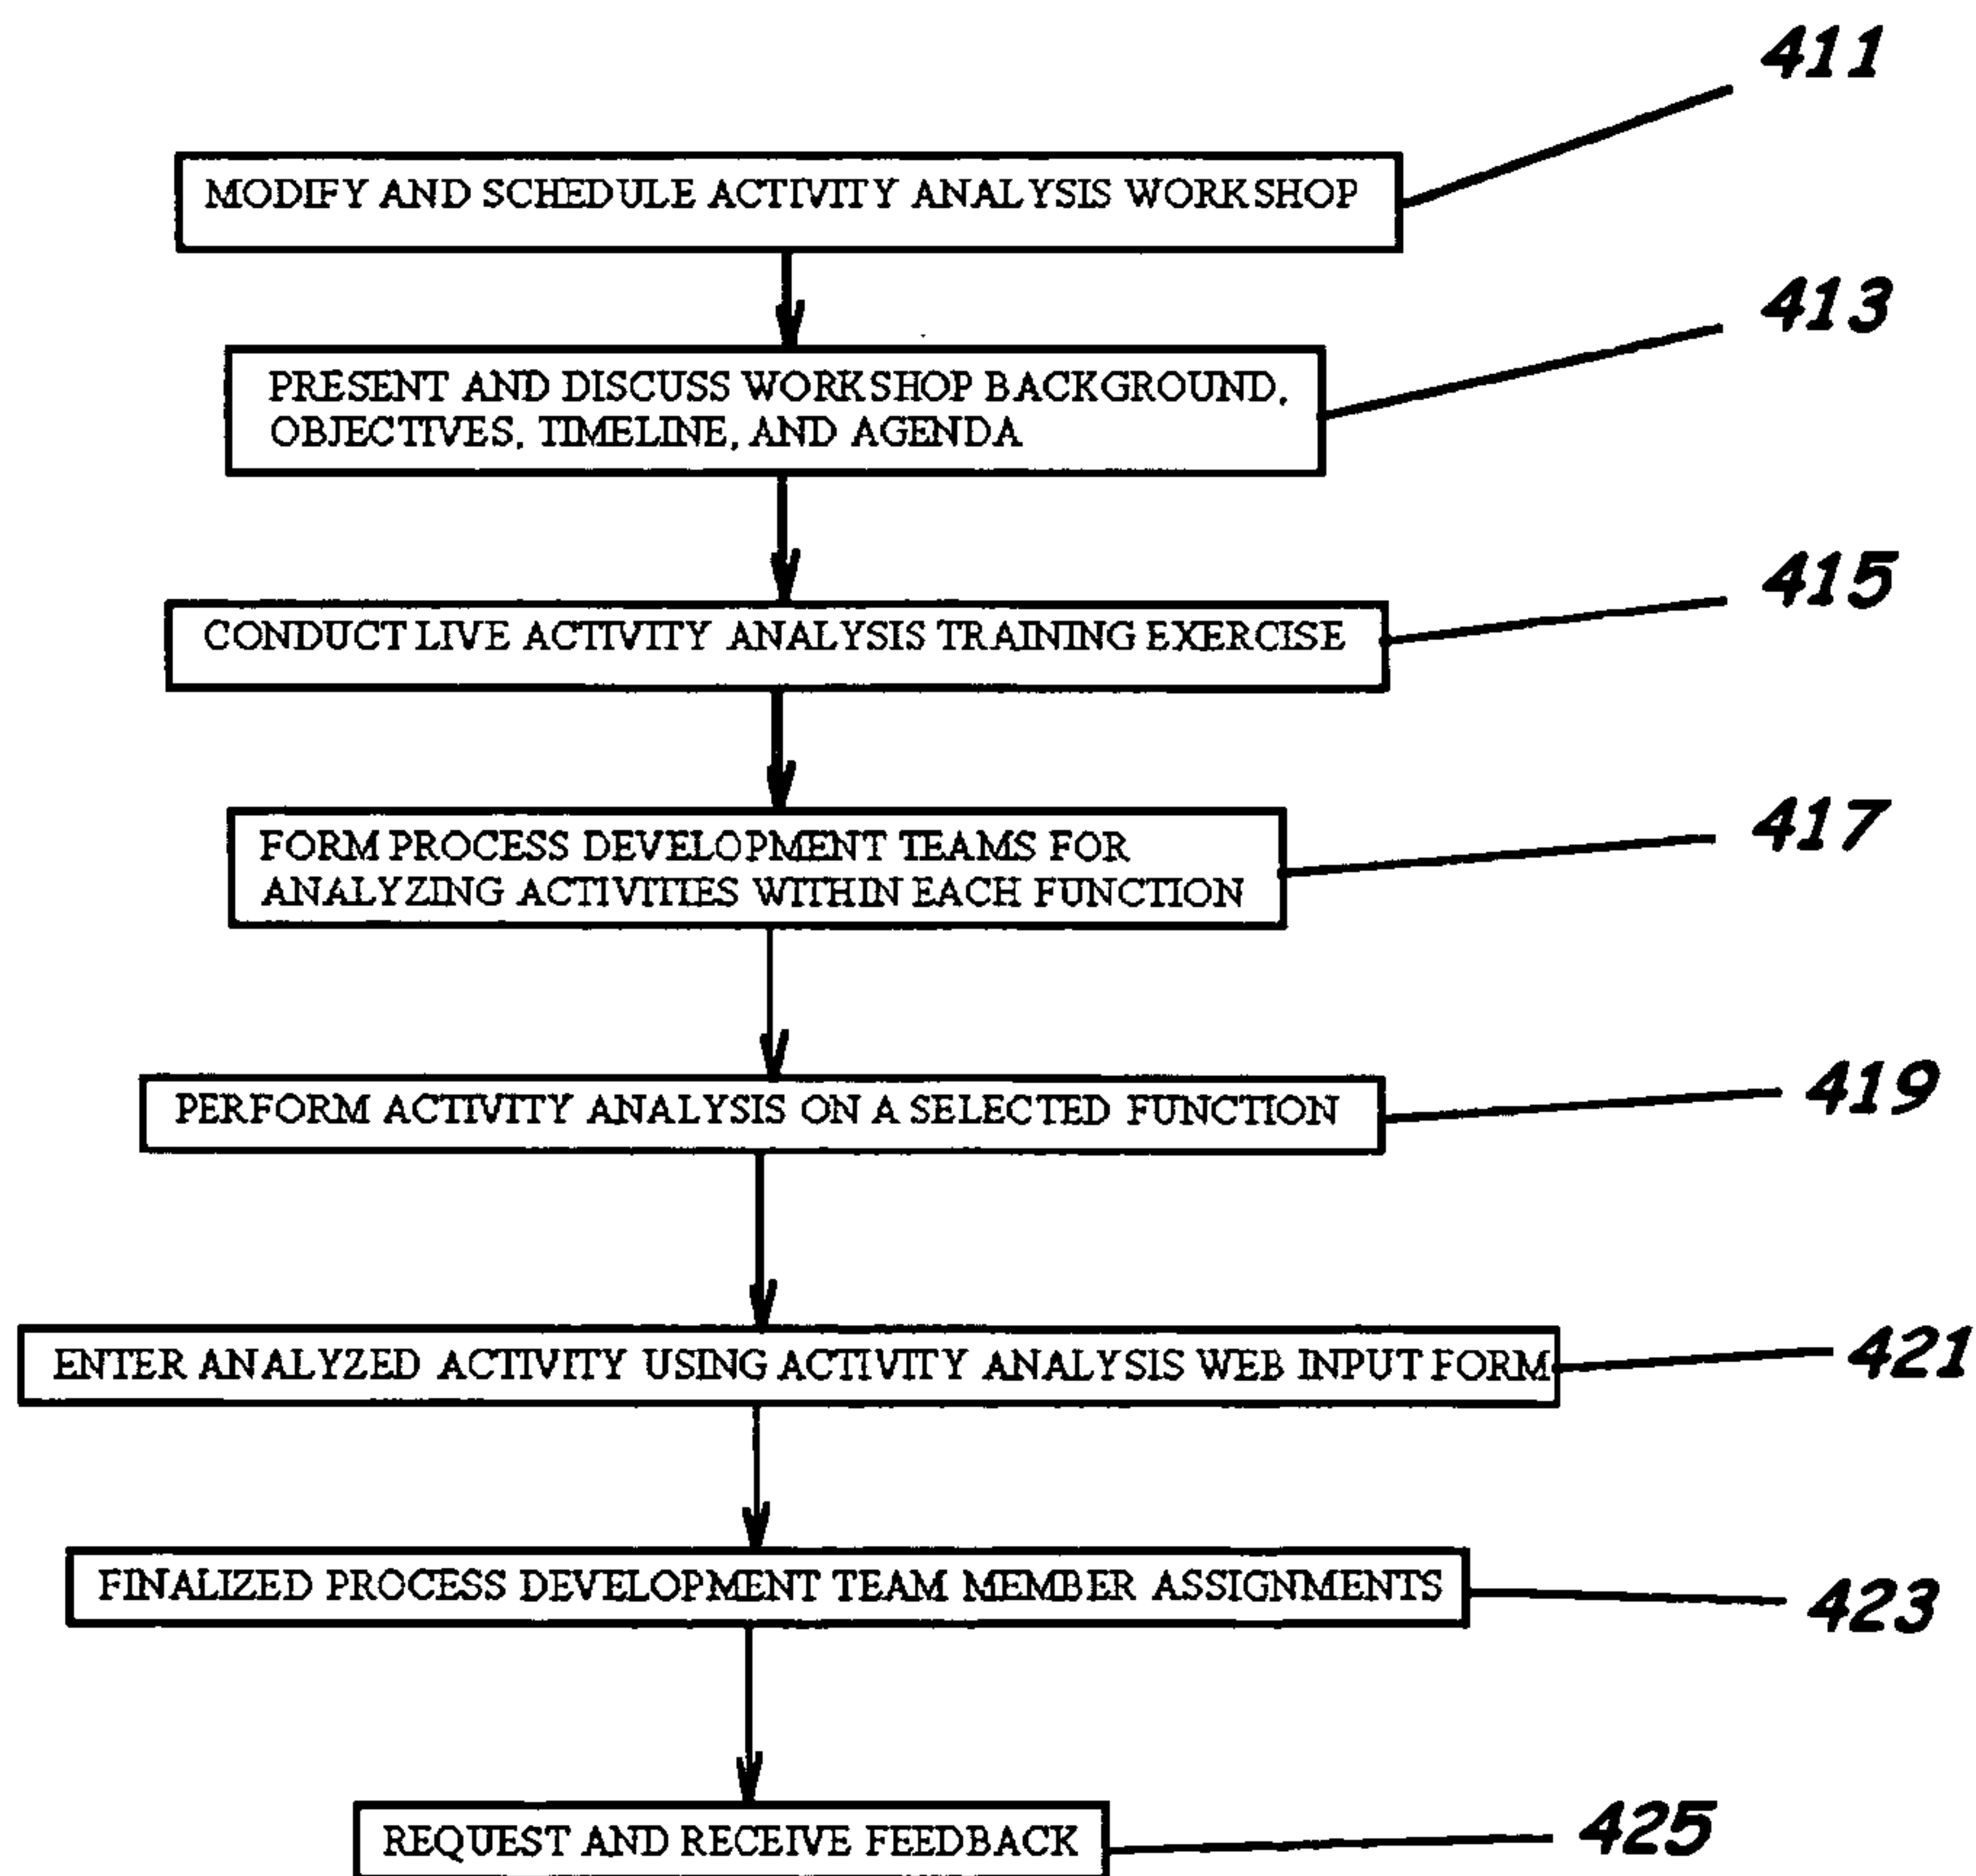 411
MODIFY AND SCHEDULE ACTIVITY ANALYSIS WORKSHOP
413
PRESENT AND DISCUSS WORKSHOP BACKGROUND,
OBJECTIVES, TIMELINE, AND AGENDA
415
CONDUCT LIVE ACTIVITY ANALYSIS TRAINING EXERCISE
417
FORM PROCESS DEVELOPMENT TEAMS FOR
ANALYZING ACTIVITIES WITHIN EACH FUNCTION
419
PERFORM ACTIVITY ANALYSIS ON A SELECTED FUNCTION
421
ENTER ANALYZED ACTIVITY USING ACTIVITY ANALYSIS WEB INPUT FORM
FINALIZED PROCESS DEVELOPMENT TEAM MEMBER ASSIGNMENTS
423
REQUEST AND RECEIVE FEEDBACK
425